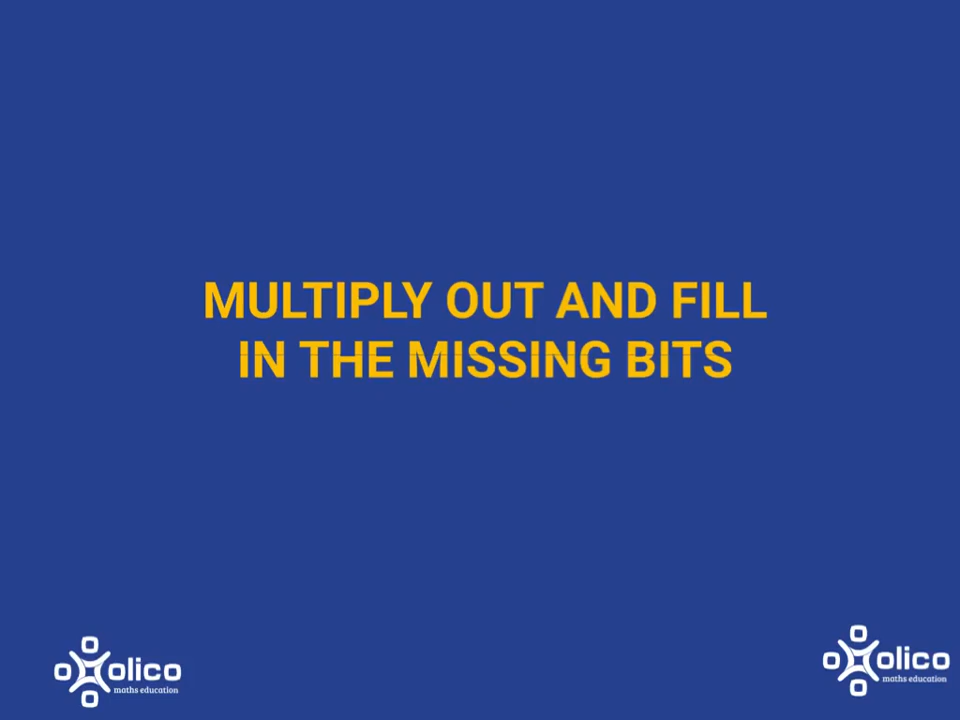 MULTIPLY OUT AND FILL
IN THE MISSING BITS
olico
maths education
olico
maths education